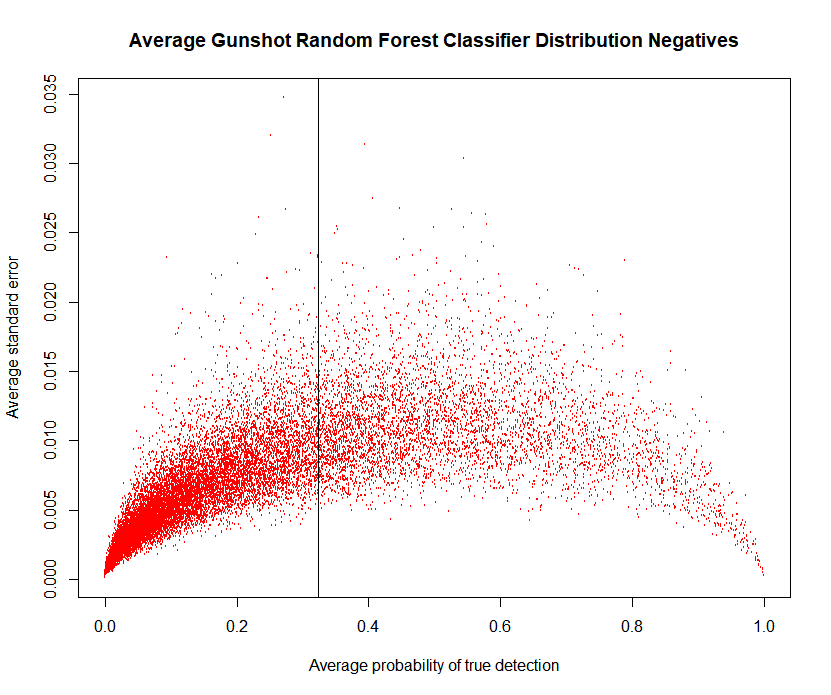 Average Gunshot Random Forest Classifier Distribution Negatives
0.035
0.030
0.025
0.020
0.015
0.010
0.005
0.000
Average standard error
0.0 0.2 0.4 0.6 0.8 1.0
Average probability of true detection